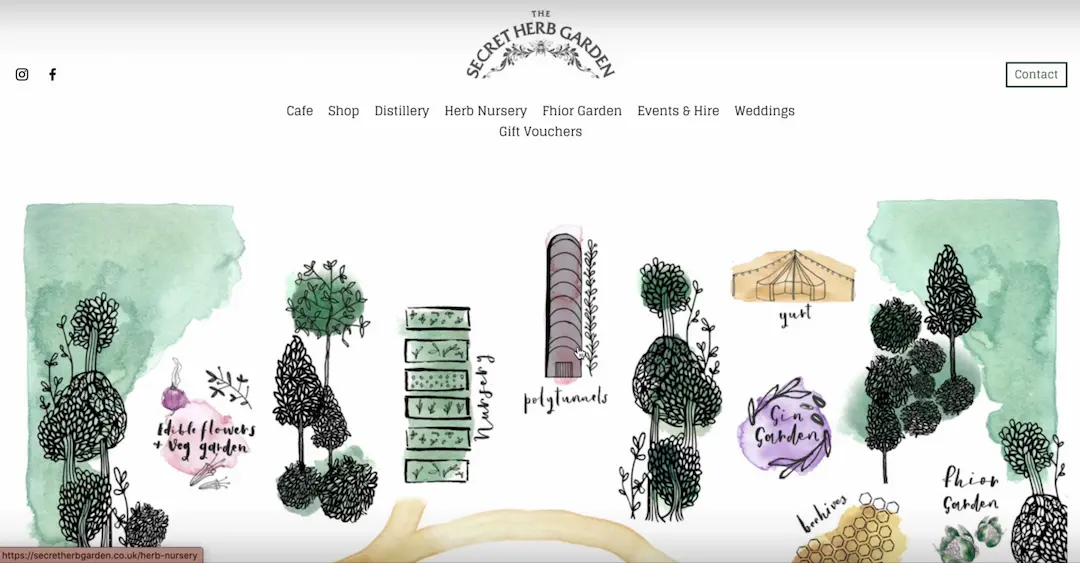 THE
SECRET HERB GARDEN
Contact
Cafe Shop Distillery Herb Nursery Fhior Garden Events & Hire Weddings
Gift Vouchers
yurt
Nursery
polytunnels
Edible flowers
+ Veg garden
Gin
Garden
Fhior
Garden
beehives
https://secretherbgarden.co.uk/herb-nursery